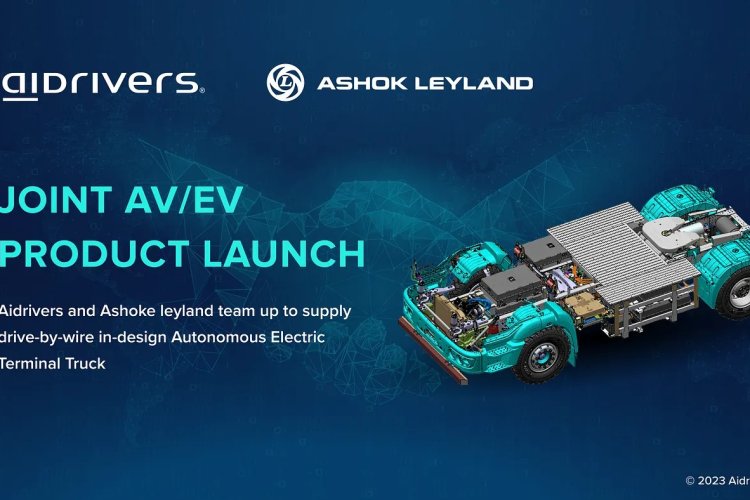 aiDrivers®
ASHOK LEYLAND
JOINT AV/EV
PRODUCT LAUNCH
Aidrivers and Ashoke leyland team up to supply
drive-by-wire in-design Autonomous Electric
Terminal Truck
© 2023 Aidr